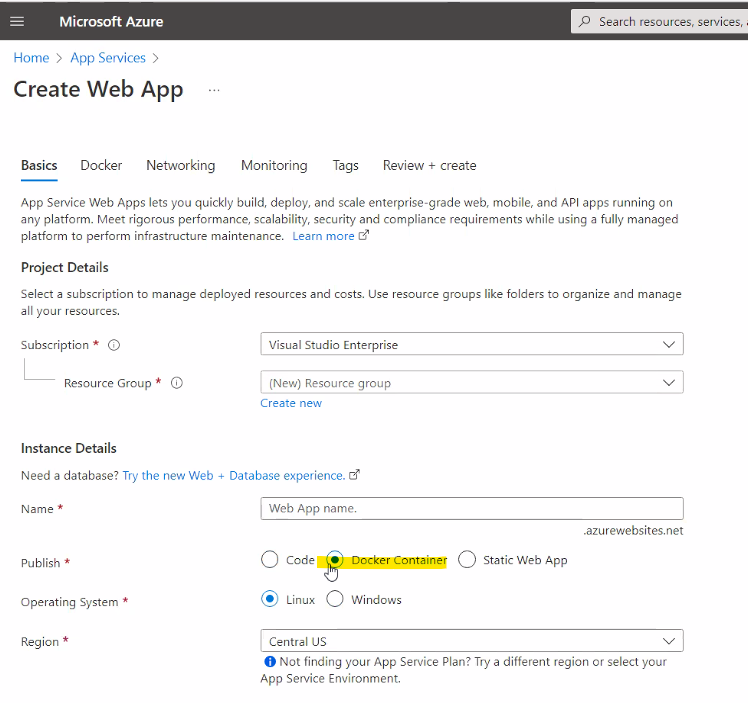 Microsoft Azure
Search resources, services,
Home > App Services >
Create Web App ...
Basics Docker Networking Monitoring Tags Review + create
App Service Web Apps lets you quickly build, deploy, and scale enterprise-grade web, mobile, and API apps running on
any platform. Meet rigorous performance, scalability, security and compliance requirements while using a fully managed
platform to perform infrastructure maintenance. Learn more
Project Details
Select a subscription to manage deployed resources and costs. Use resource groups like folders to organize and manage
all your resources.
Subscription *
Visual Studio Enterprise
Resource Group *
(New) Resource group
Create new
Instance Details
Need a database? Try the new Web + Database experience.
Name *
Web App name.
.azurewebsites.net
Publish *
Code Docker Container Static Web App
Operating System *
Linux Windows
Region *
Central US
Not finding your App Service Plan? Try a different region or select your
App Service Environment.